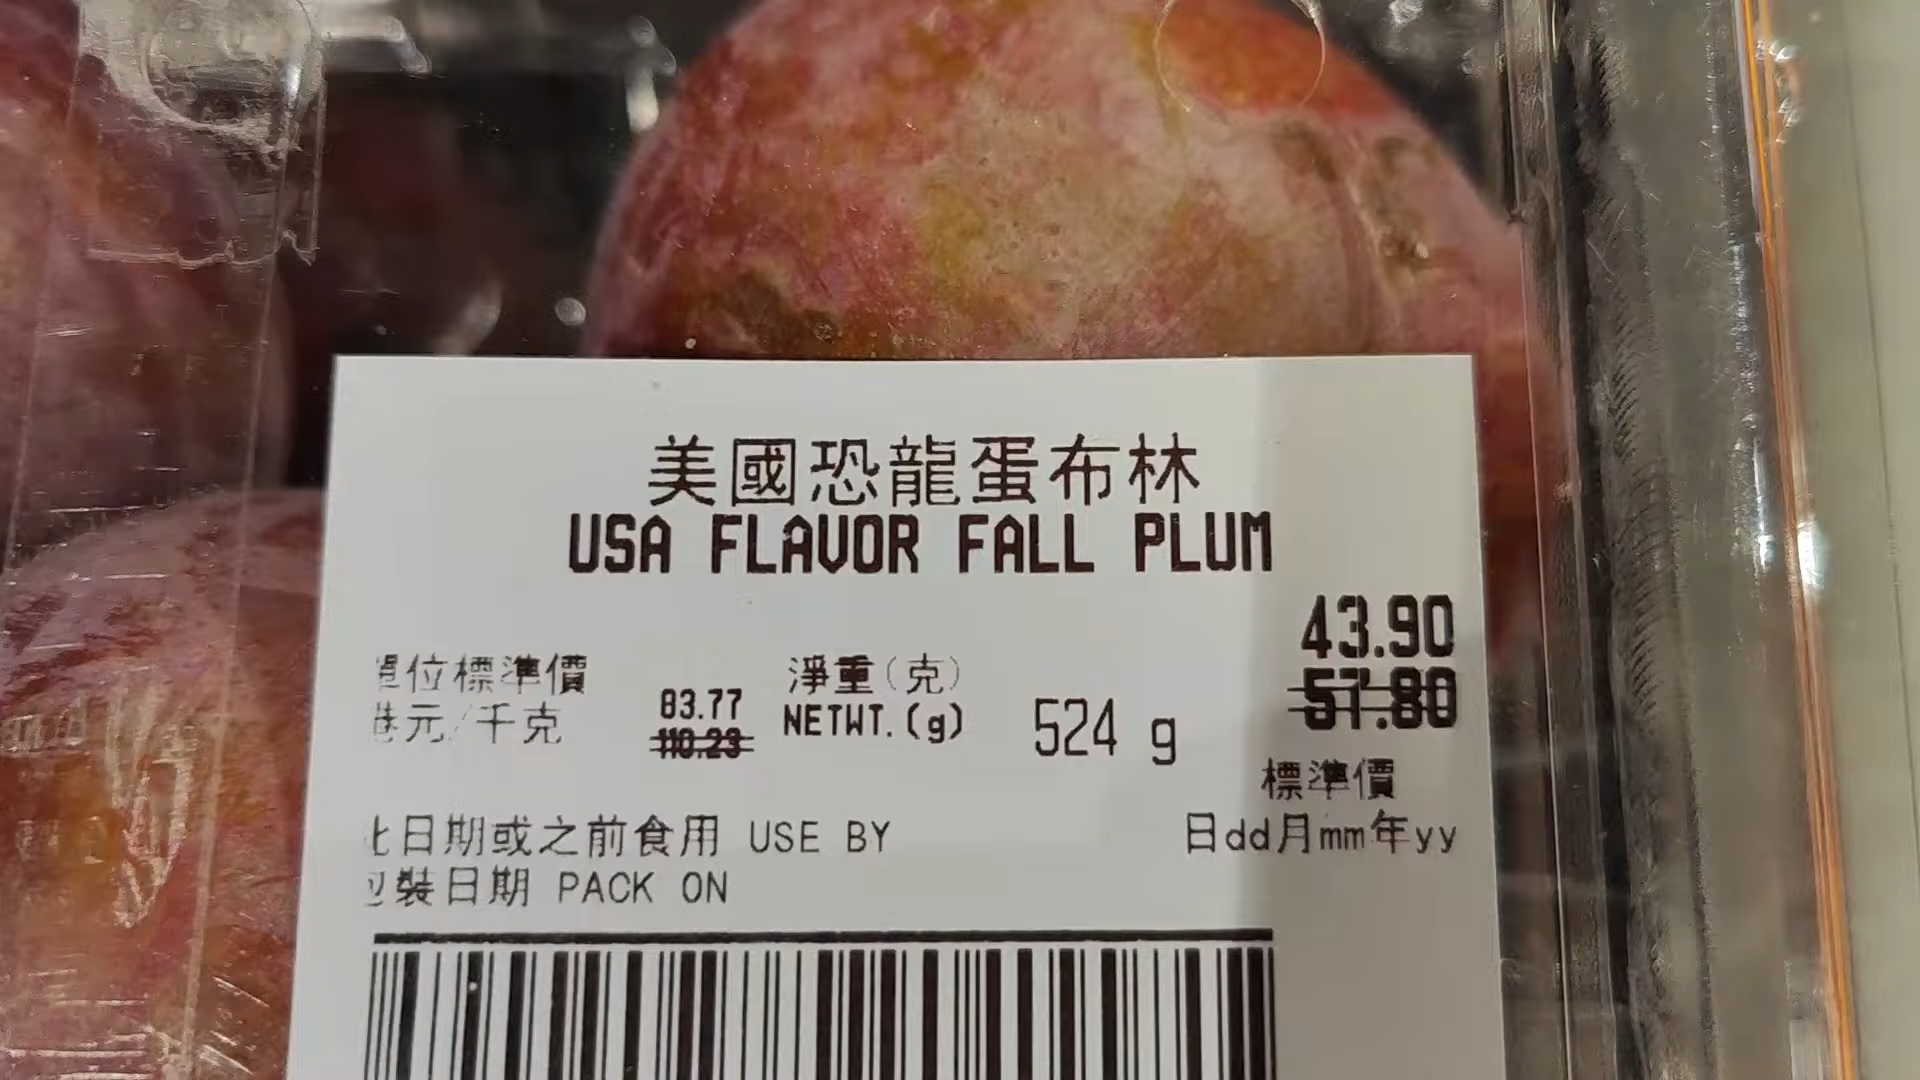 美國恐龍蛋布林
USA FLAVOR FALL PLUM
43.90
57.80
單位標準價
港元/千克
83.77
110.23
淨重(克)
NETWT.(g)
524 g
標準價
此日期或之前食用 USE BY
日dd月mm年yy
包裝日期 PACK ON